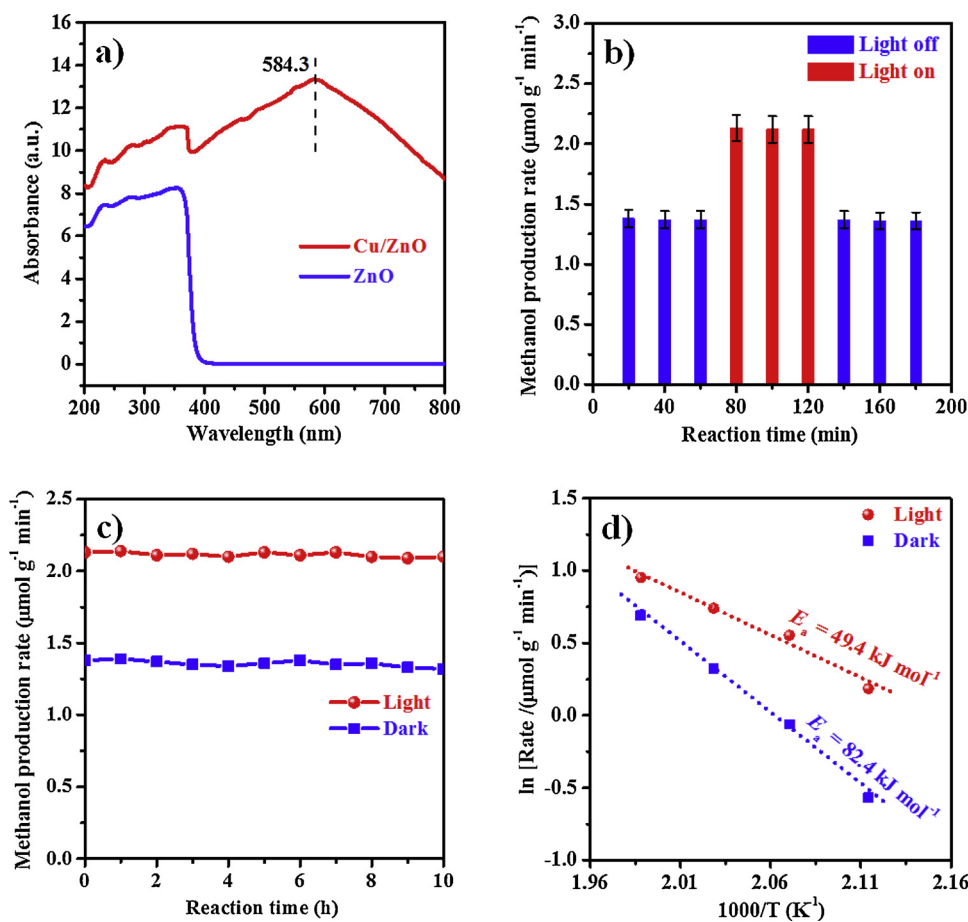 a)
584.3
Cu/ZnO
ZnO
Absorbance (a.u.)
16
14
12
10
8
6
4
2
0
200 300 400 500 600 700 800
Wavelength (nm)
b)
Light off
Light on
Methanol production rate (μmol g⁻¹ min⁻¹)
3.0
2.5
2.0
1.5
1.0
0.5
0.0
0 40 80 120 160 200
Reaction time (min)
c)
Light
Dark
Methanol production rate (μmol g⁻¹ min⁻¹)
2.5
2.0
1.5
1.0
0.5
0.0
0 2 4 6 8 10
Reaction time (h)
d)
Light
Dark
Eₐ = 49.4 kJ mol⁻¹
Eₐ = 82.4 kJ mol⁻¹
ln [Rate /(μmol g⁻¹ min⁻¹)]
1.5
1.0
0.5
0.0
-0.5
-1.0
1.96 2.01 2.06 2.11 2.16
1000/T (K⁻¹)